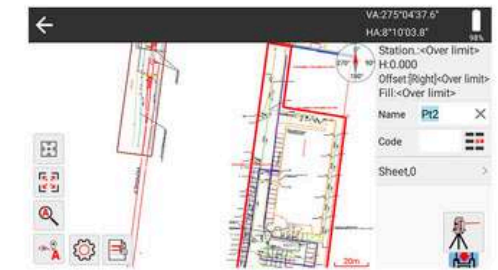 VA:275°04'37.6"
HA:8°10'03.8"
98%
Station.:<Over limit>
H:0.000
Offset:[Right]<Over limit>
Fill:<Over limit>
0°
270°
90°
180°
Name Pt2
Code
Sheet,0
20m